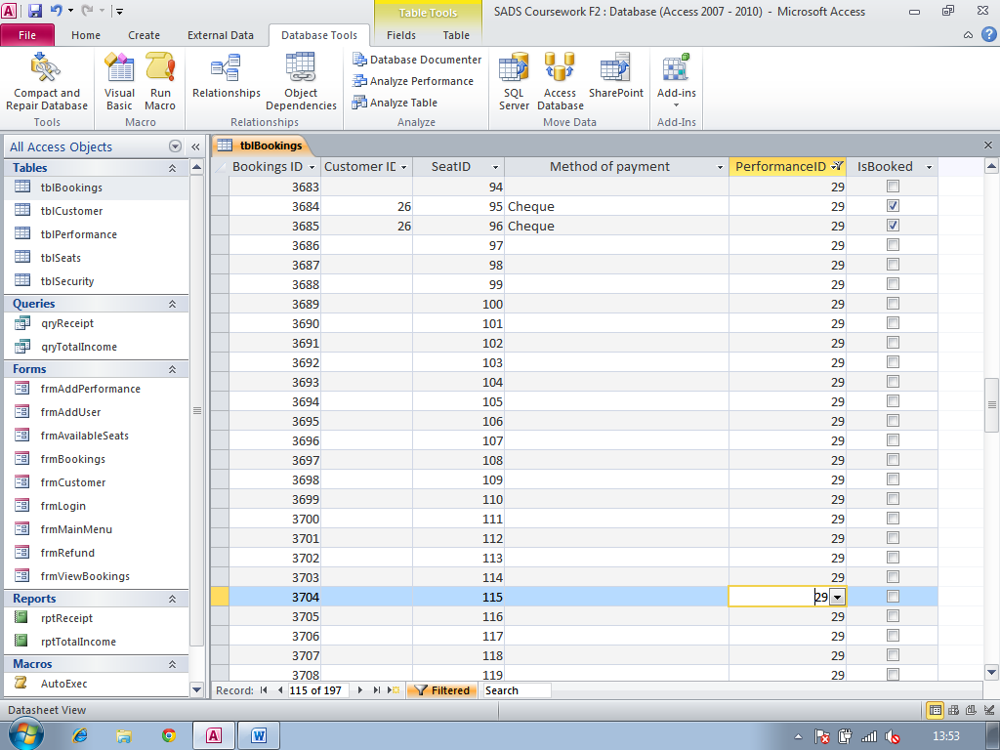 SADS Coursework F2 : Database (Access 2007 - 2010) - Microsoft Access
Table Tools
File Home Create External Data Database Tools Fields Table
Compact and Repair Database
Visual Basic
Run Macro
Relationships
Object Dependencies
Database Documenter
Analyze Performance
Analyze Table
SQL Server
Access Database
SharePoint
Add-ins
Tools Macro Relationships Analyze Move Data Add-Ins
All Access Objects
Tables
tblBookings
tblCustomer
tblPerformance
tblSeats
tblSecurity
Queries
qryReceipt
qryTotalIncome
Forms
frmAddPerformance
frmAddUser
frmAvailableSeats
frmBookings
frmCustomer
frmLogin
frmMainMenu
frmRefund
frmViewBookings
Reports
rptReceipt
rptTotalIncome
Macros
AutoExec
tblBookings
Bookings ID Customer ID SeatID Method of payment PerformanceID IsBooked
3683 94 29
3684 26 95 Cheque 29
3685 26 96 Cheque 29
3686 97 29
3687 98 29
3688 99 29
3689 100 29
3690 101 29
3691 102 29
3692 103 29
3693 104 29
3694 105 29
3695 106 29
3696 107 29
3697 108 29
3698 109 29
3699 110 29
3700 111 29
3701 112 29
3702 113 29
3703 114 29
3704 115 29
3705 116 29
3706 117 29
3707 118 29
3708 119 29
Record: 115 of 197 Filtered Search
Datasheet View
13:53